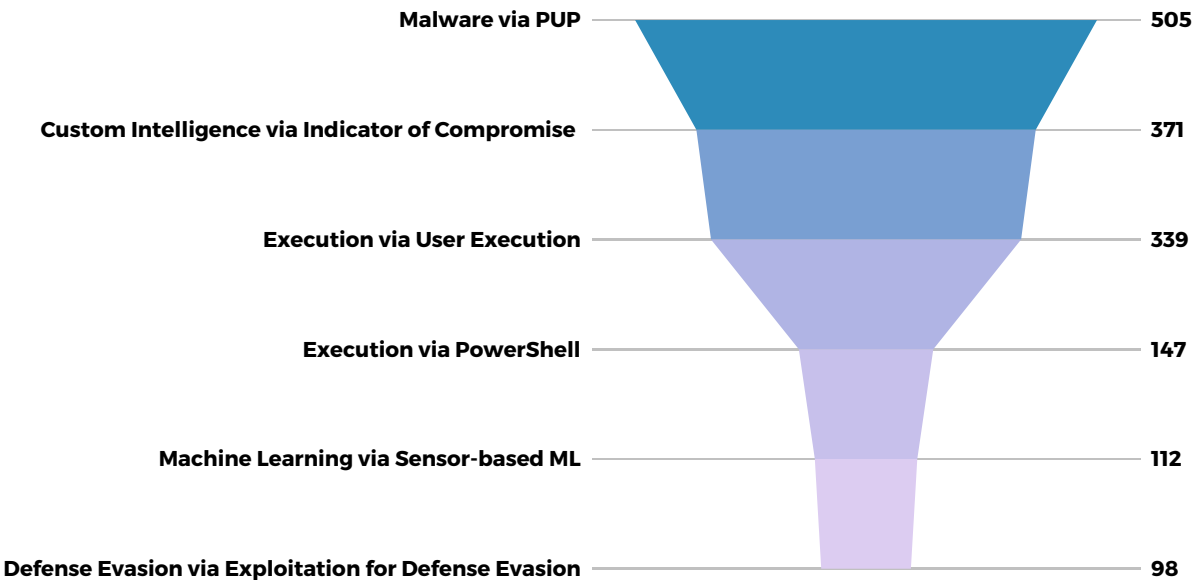 Malware via PUP 505
Custom Intelligence via Indicator of Compromise 371
Execution via User Execution 339
Execution via PowerShell 147
Machine Learning via Sensor-based ML 112
Defense Evasion via Exploitation for Defense Evasion 98